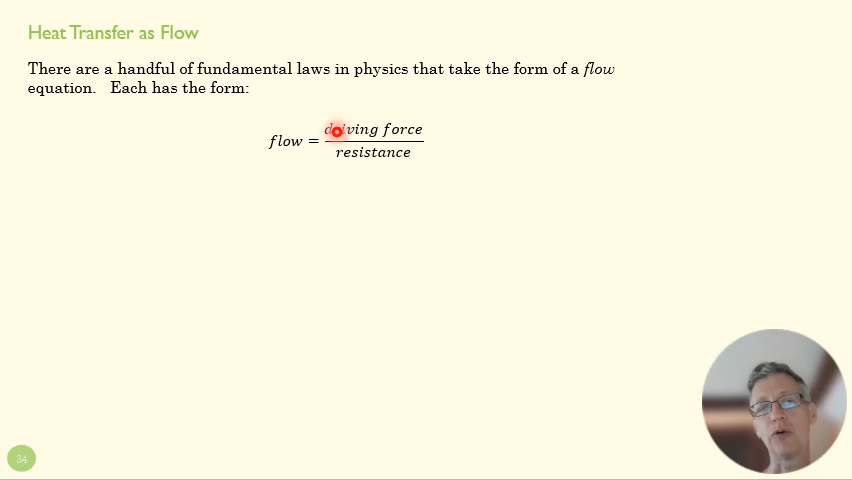 Heat Transfer as Flow
There are a handful of fundamental laws in physics that take the form of a flow
equation. Each has the form:
flow = driving force
resistance
34